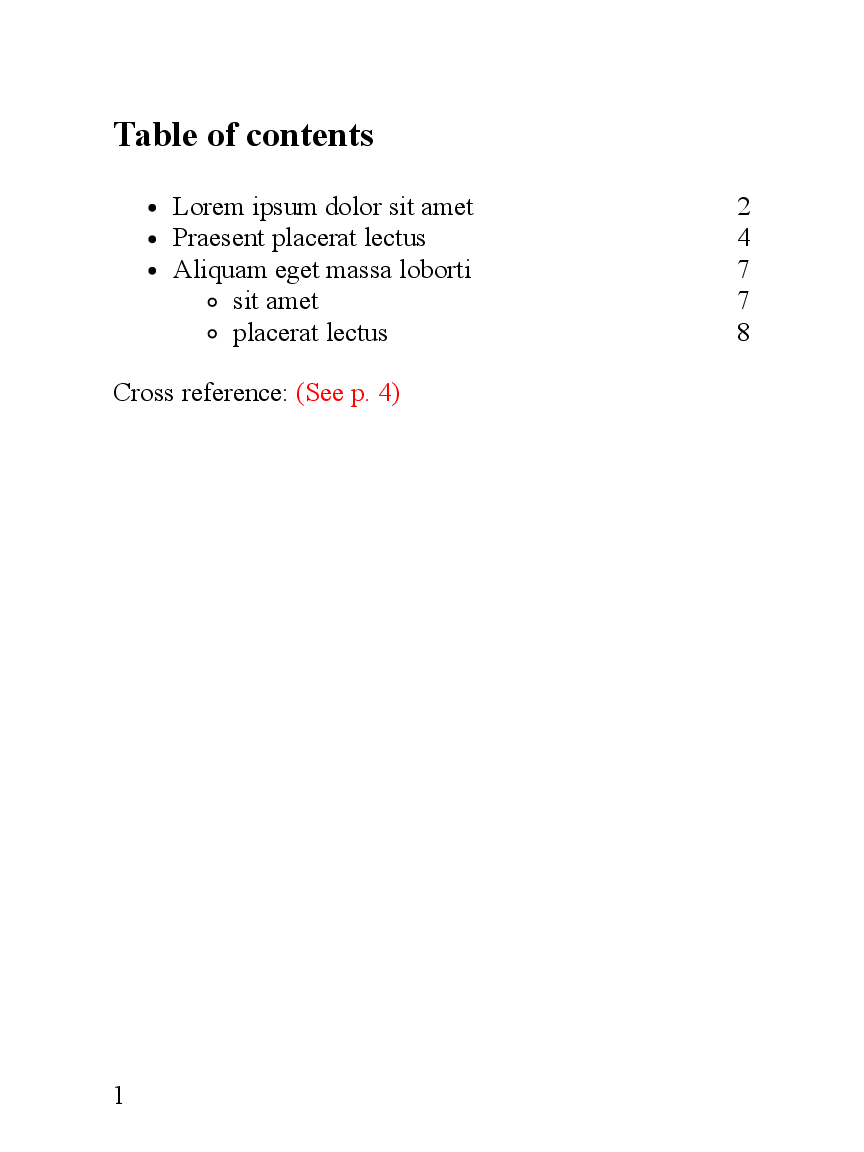 Table of contents
• Lorem ipsum dolor sit amet 2
• Praesent placerat lectus 4
• Aliquam eget massa loborti 7
◦ sit amet 7
◦ placerat lectus 8
Cross reference: (See p. 4)
1